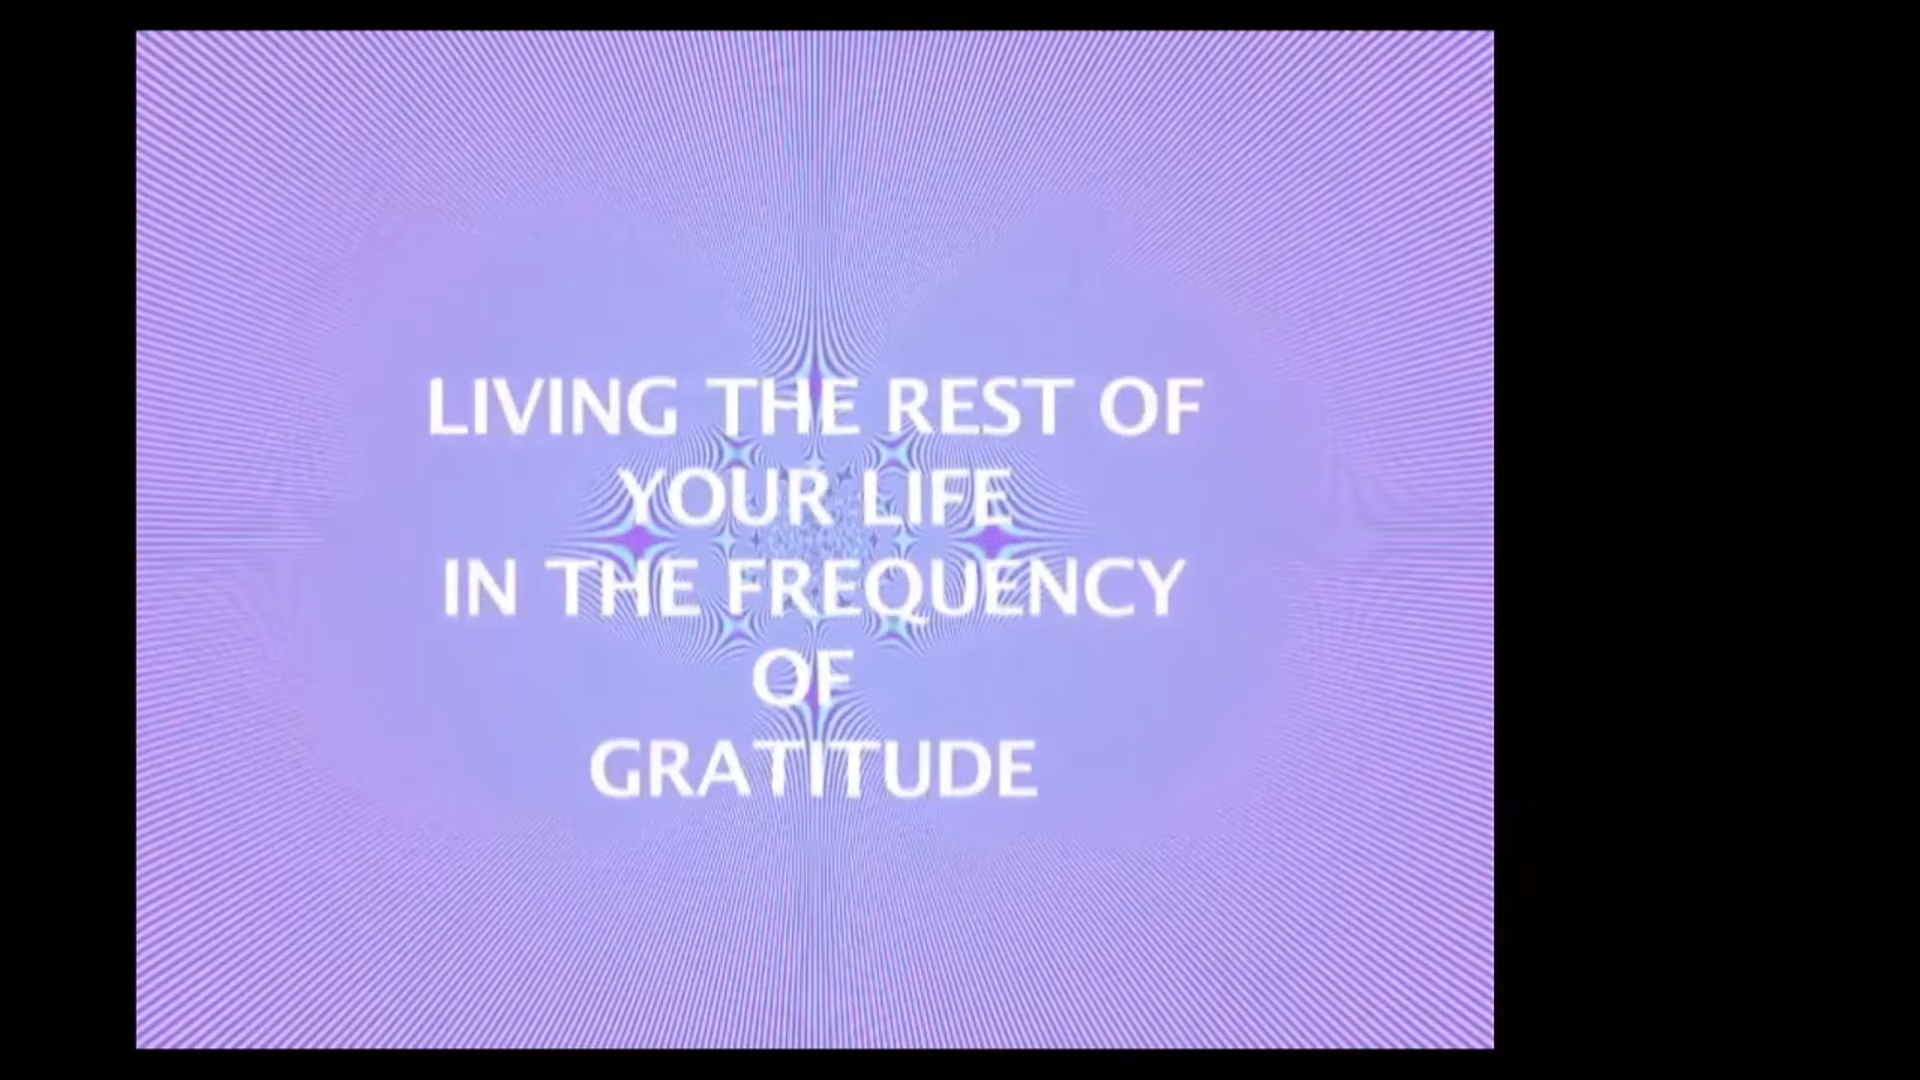 LIVING THE REST OF
YOUR LIFE
IN THE FREQUENCY
OF
GRATITUDE